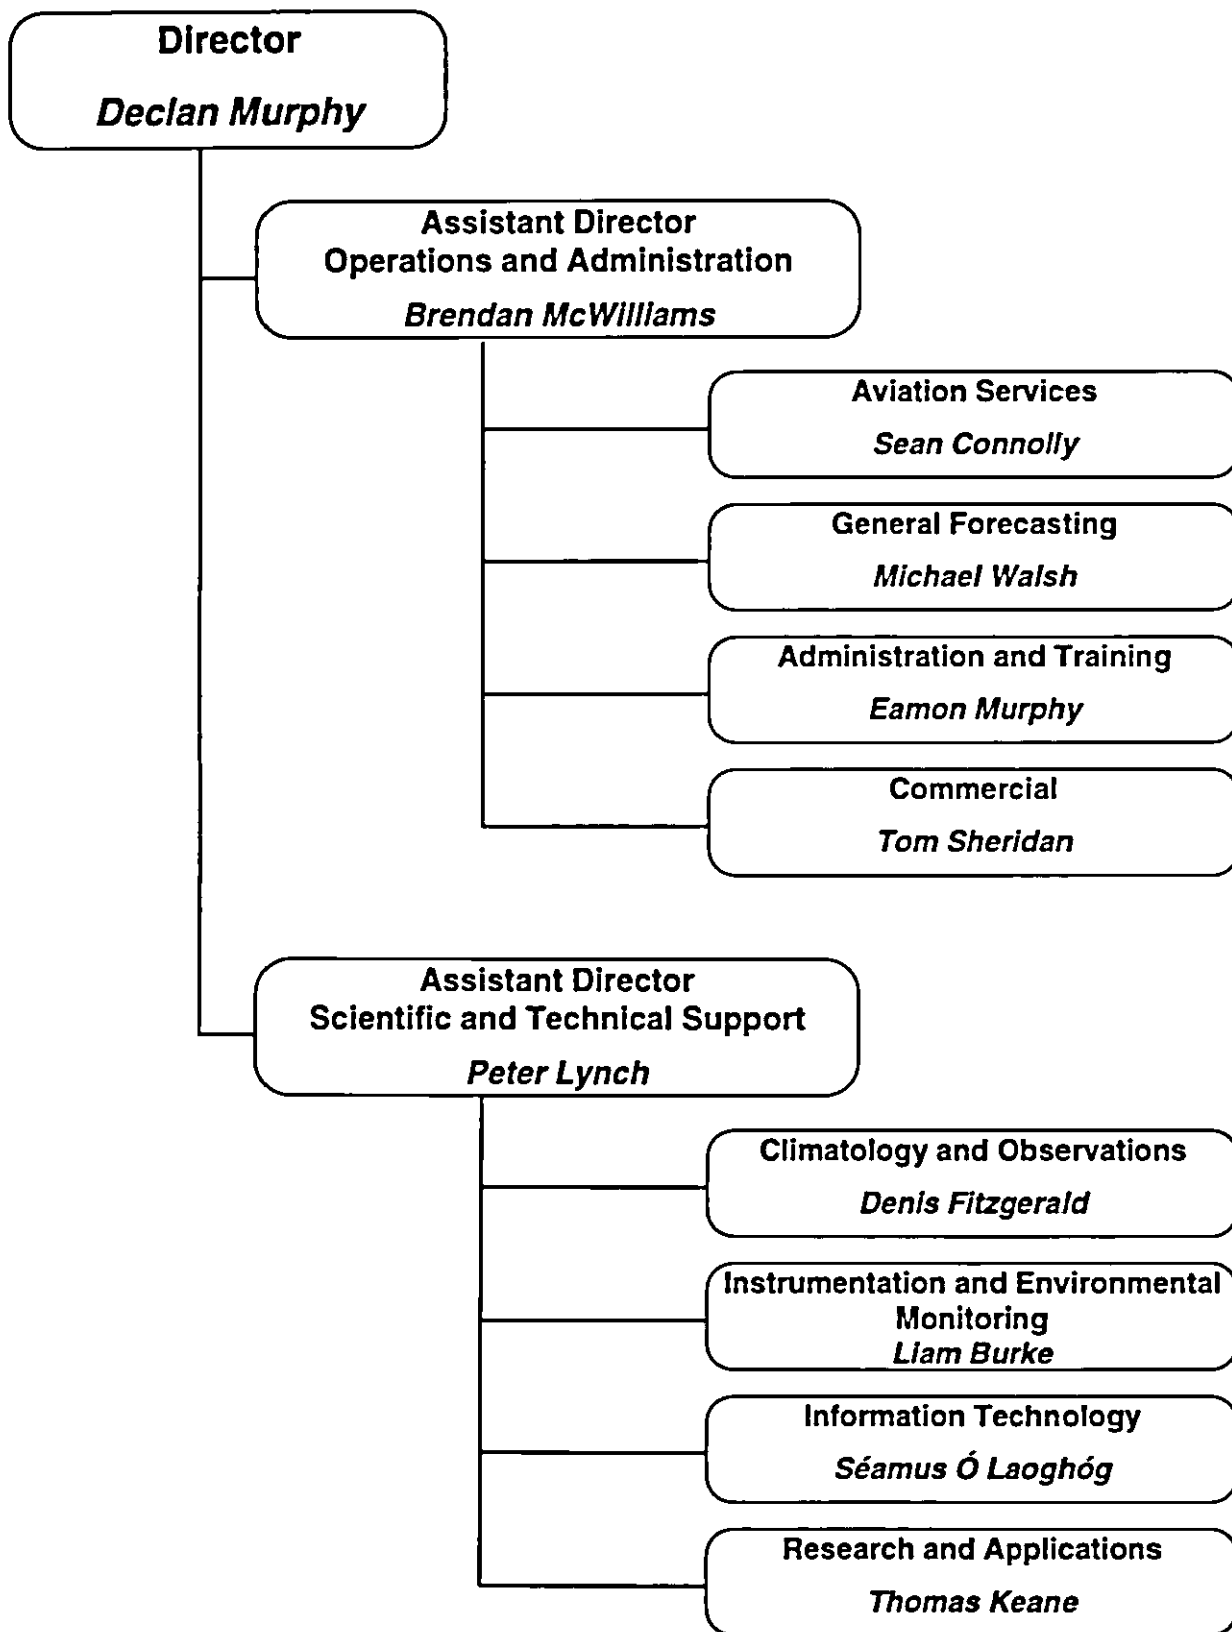 Director
Declan Murphy
Assistant Director
Operations and Administration
Brendan McWilliams
Aviation Services
Sean Connolly
General Forecasting
Michael Walsh
Administration and Training
Eamon Murphy
Commercial
Tom Sheridan
Assistant Director
Scientific and Technical Support
Peter Lynch
Climatology and Observations
Denis Fitzgerald
Instrumentation and Environmental
Monitoring
Liam Burke
Information Technology
Séamus Ó Laoghóg
Research and Applications
Thomas Keane